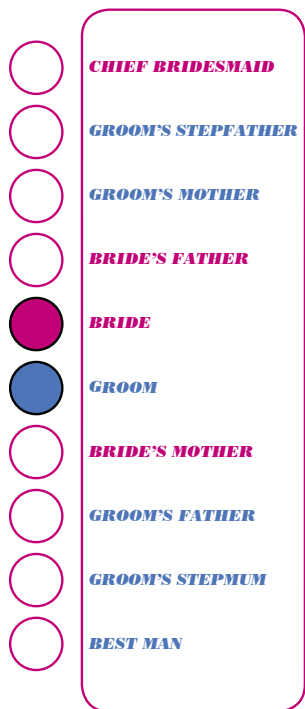 CHIEF BRIDESMAID
GROOM'S STEPFATHER
GROOM'S MOTHER
BRIDE'S FATHER
BRIDE
GROOM
BRIDE'S MOTHER
GROOM'S FATHER
GROOM'S STEPMUM
BEST MAN